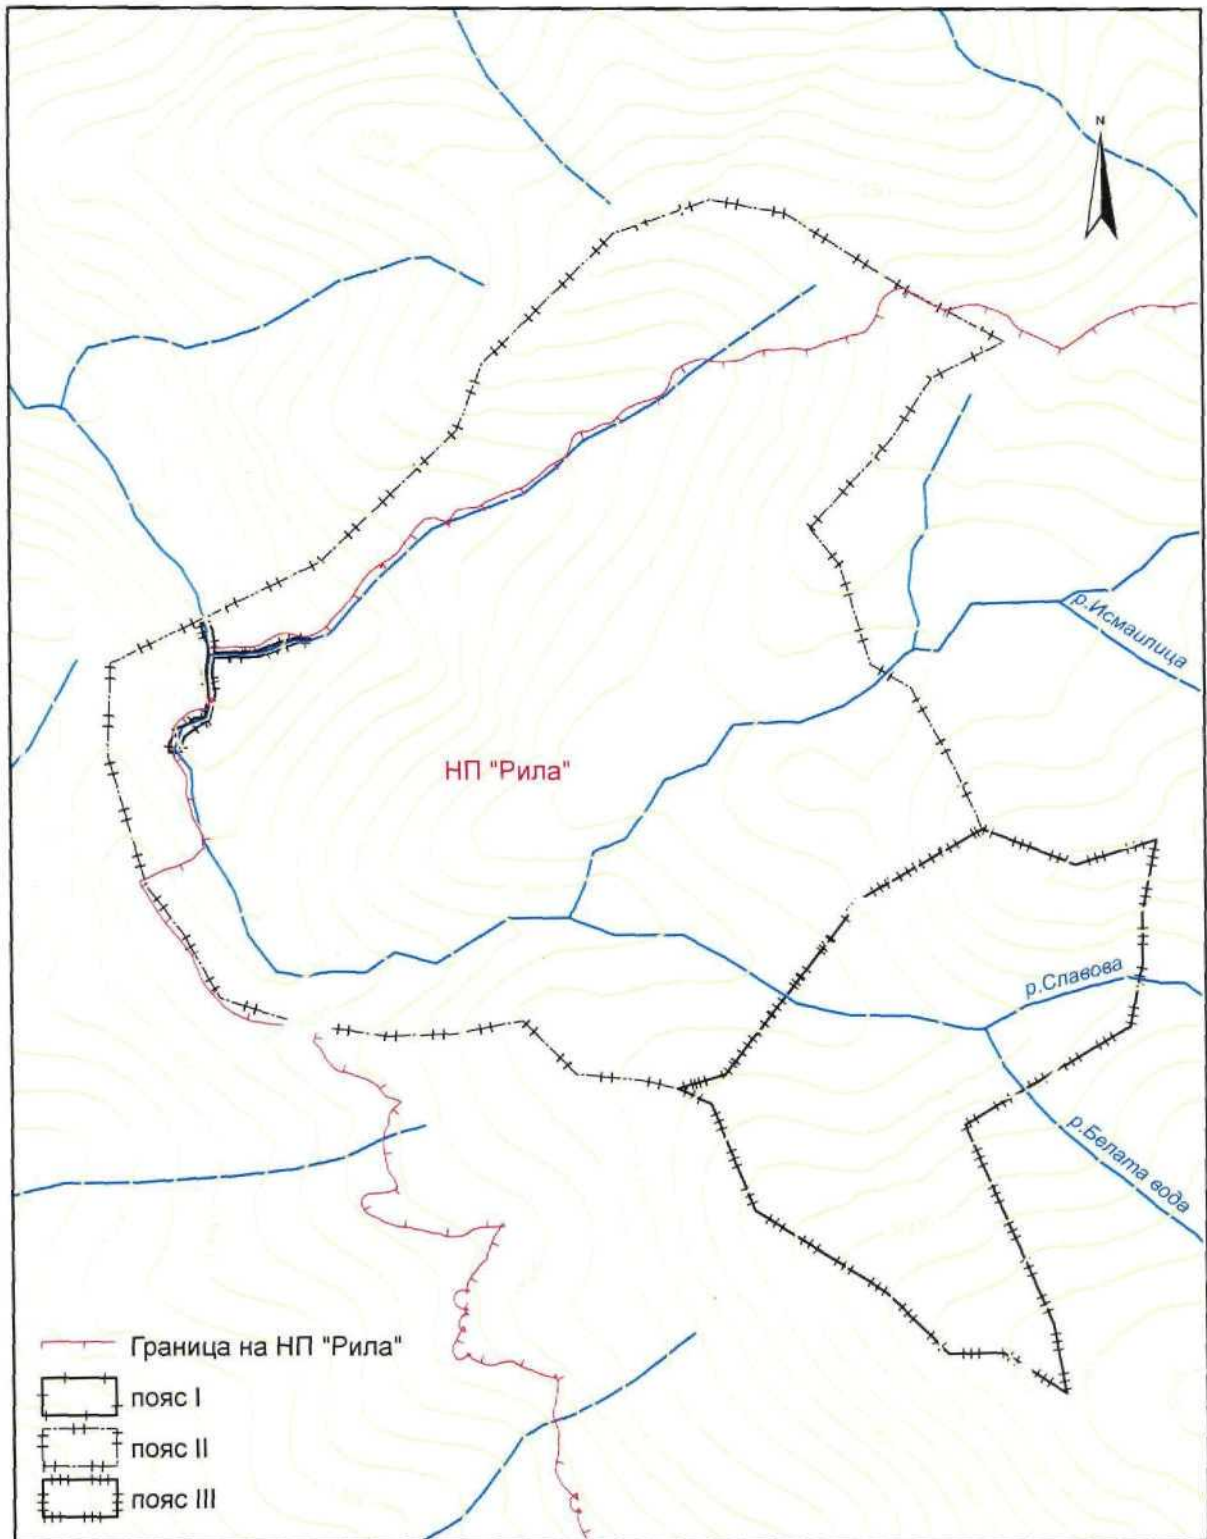 N
р.Исмаилица
НП "Рила"
р.Славова
р.Белата вода
Граница на НП "Рила"
пояс I
пояс II
пояс III